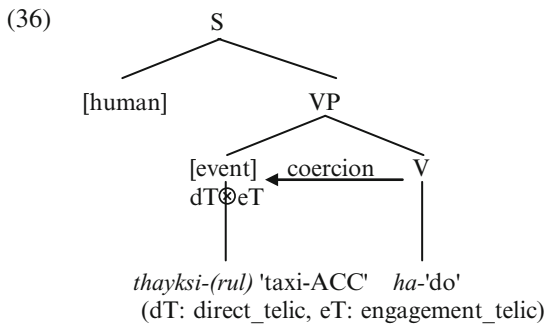 (36)
S
[human] VP
[event] coercion V
dT⊗eT
thayksi-(rul) 'taxi-ACC' ha-'do'
(dT: direct_telic, eT: engagement_telic)